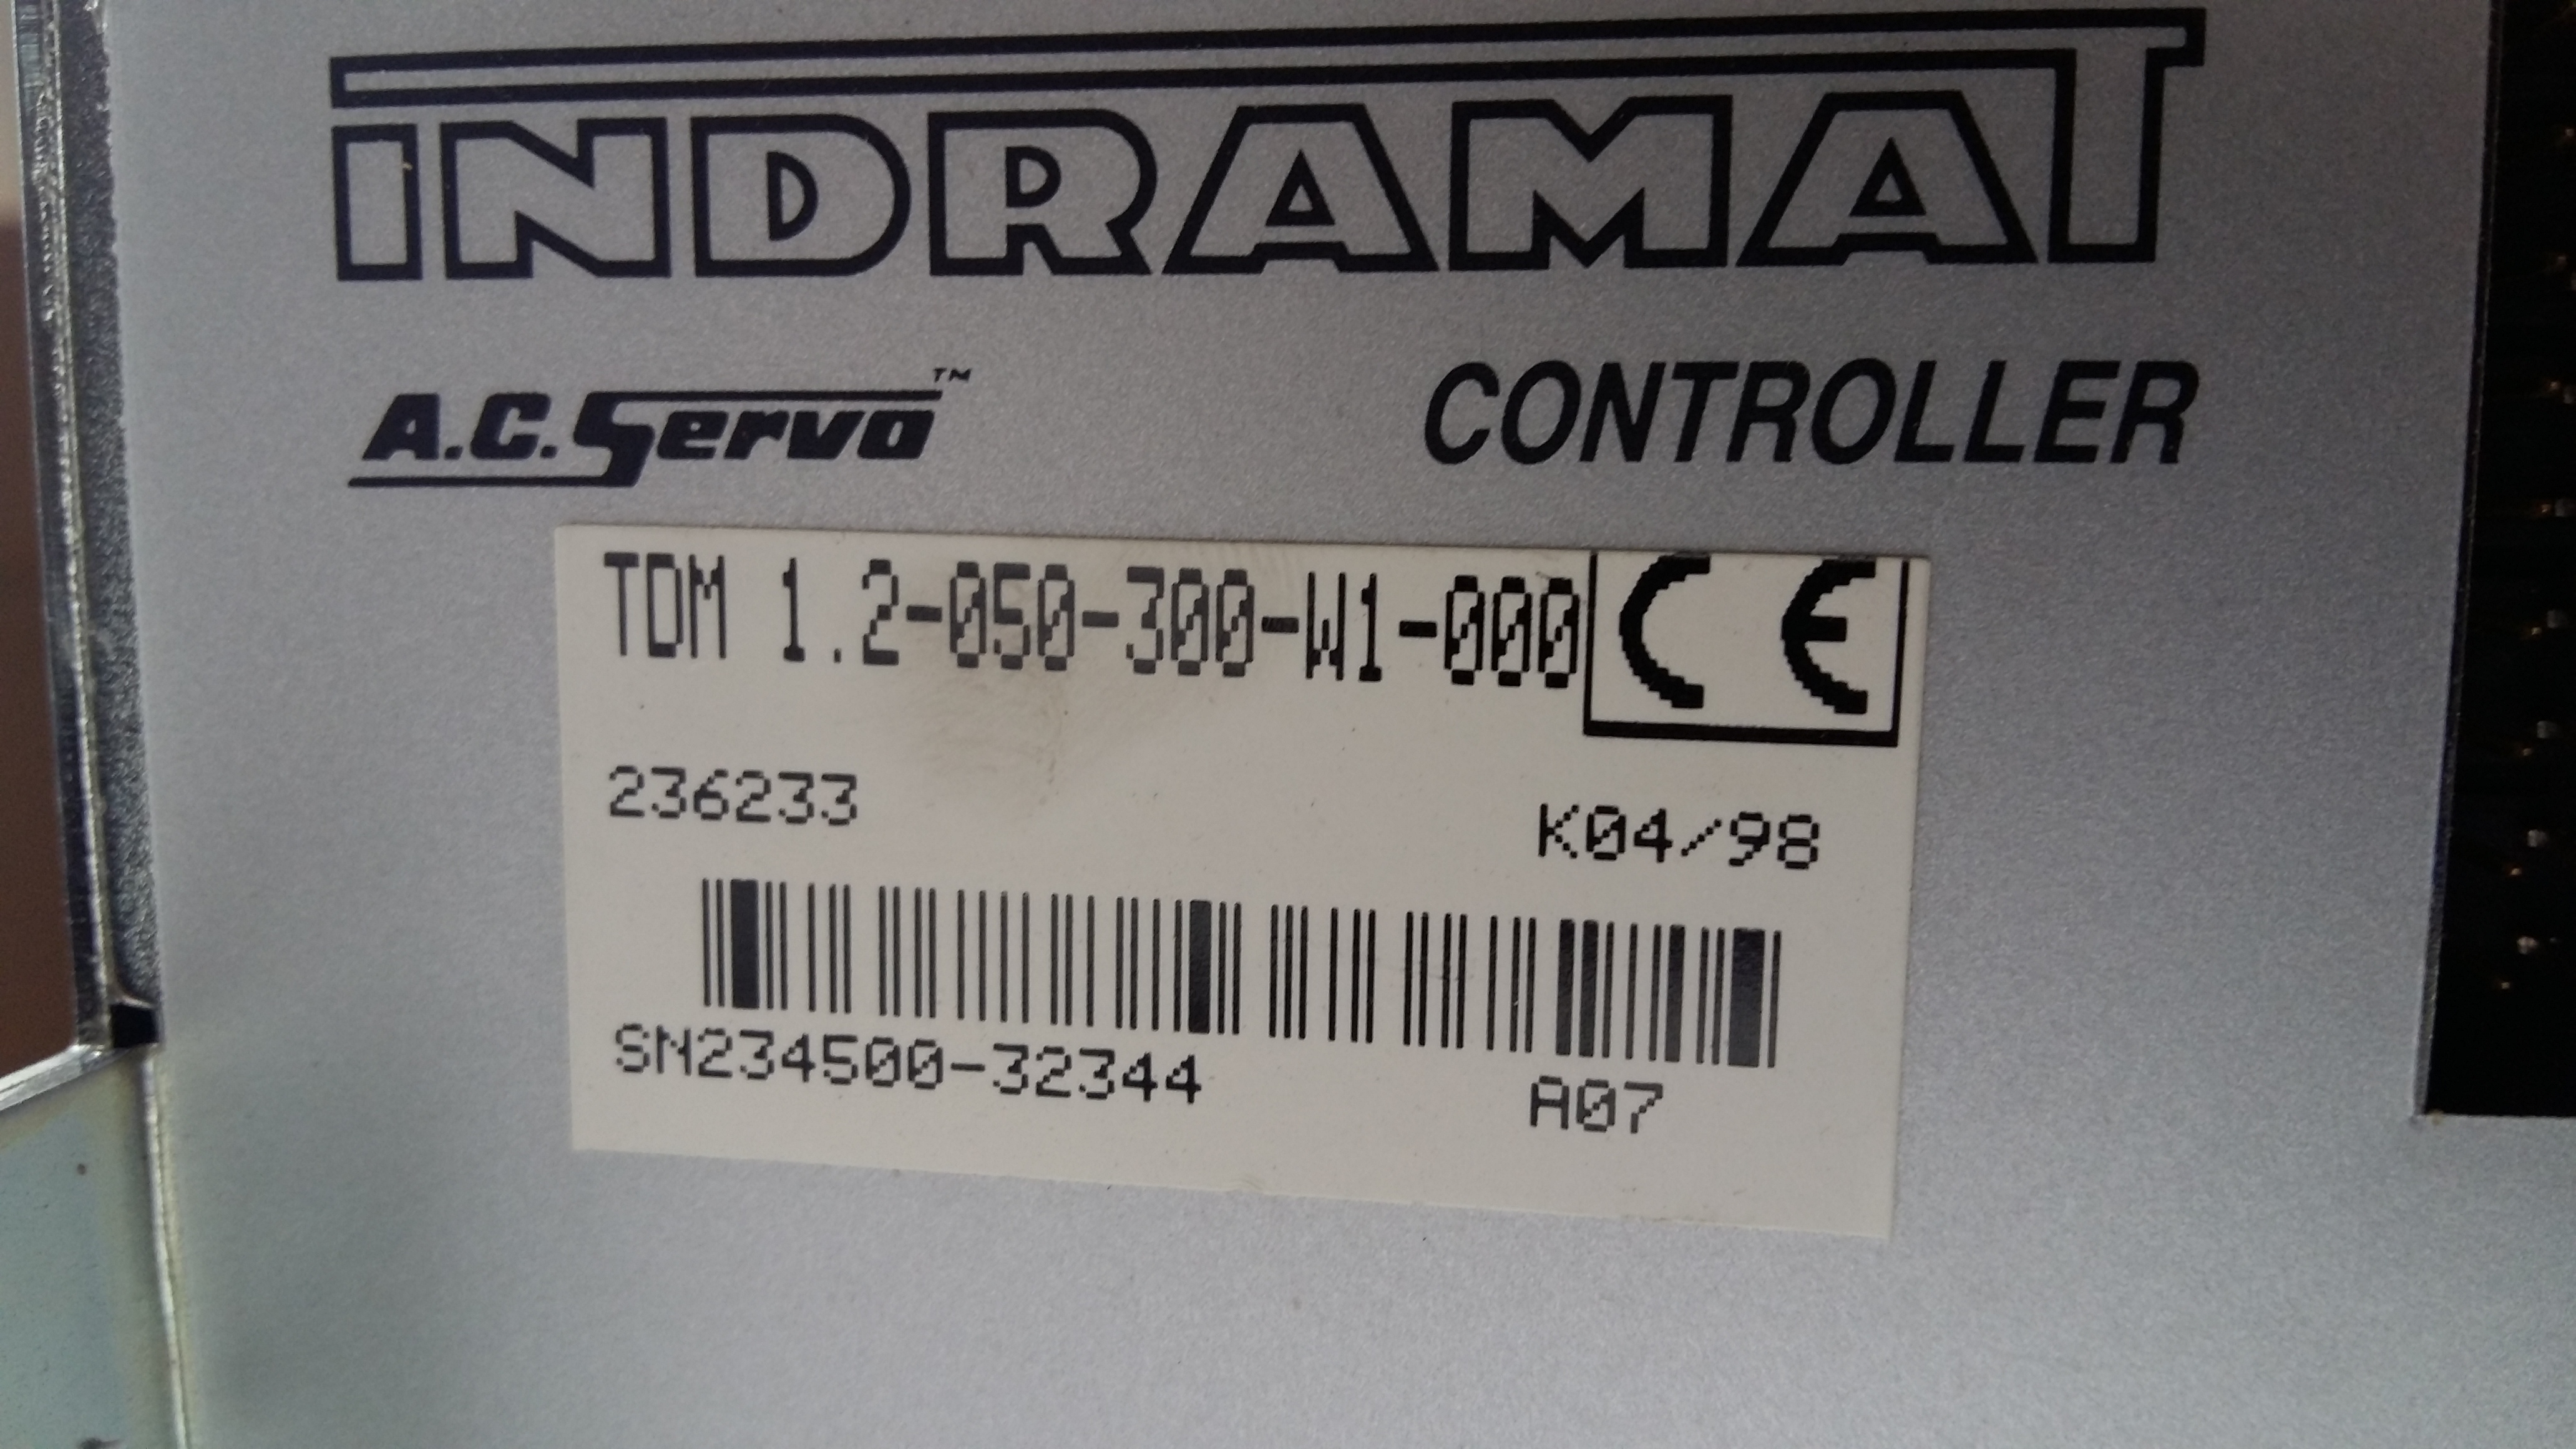 INDRAMAT
A.C. Servo™ CONTROLLER
TDM 1.2-050-300-W1-000 CE
236233 K04/98
SN234500-32344 A07